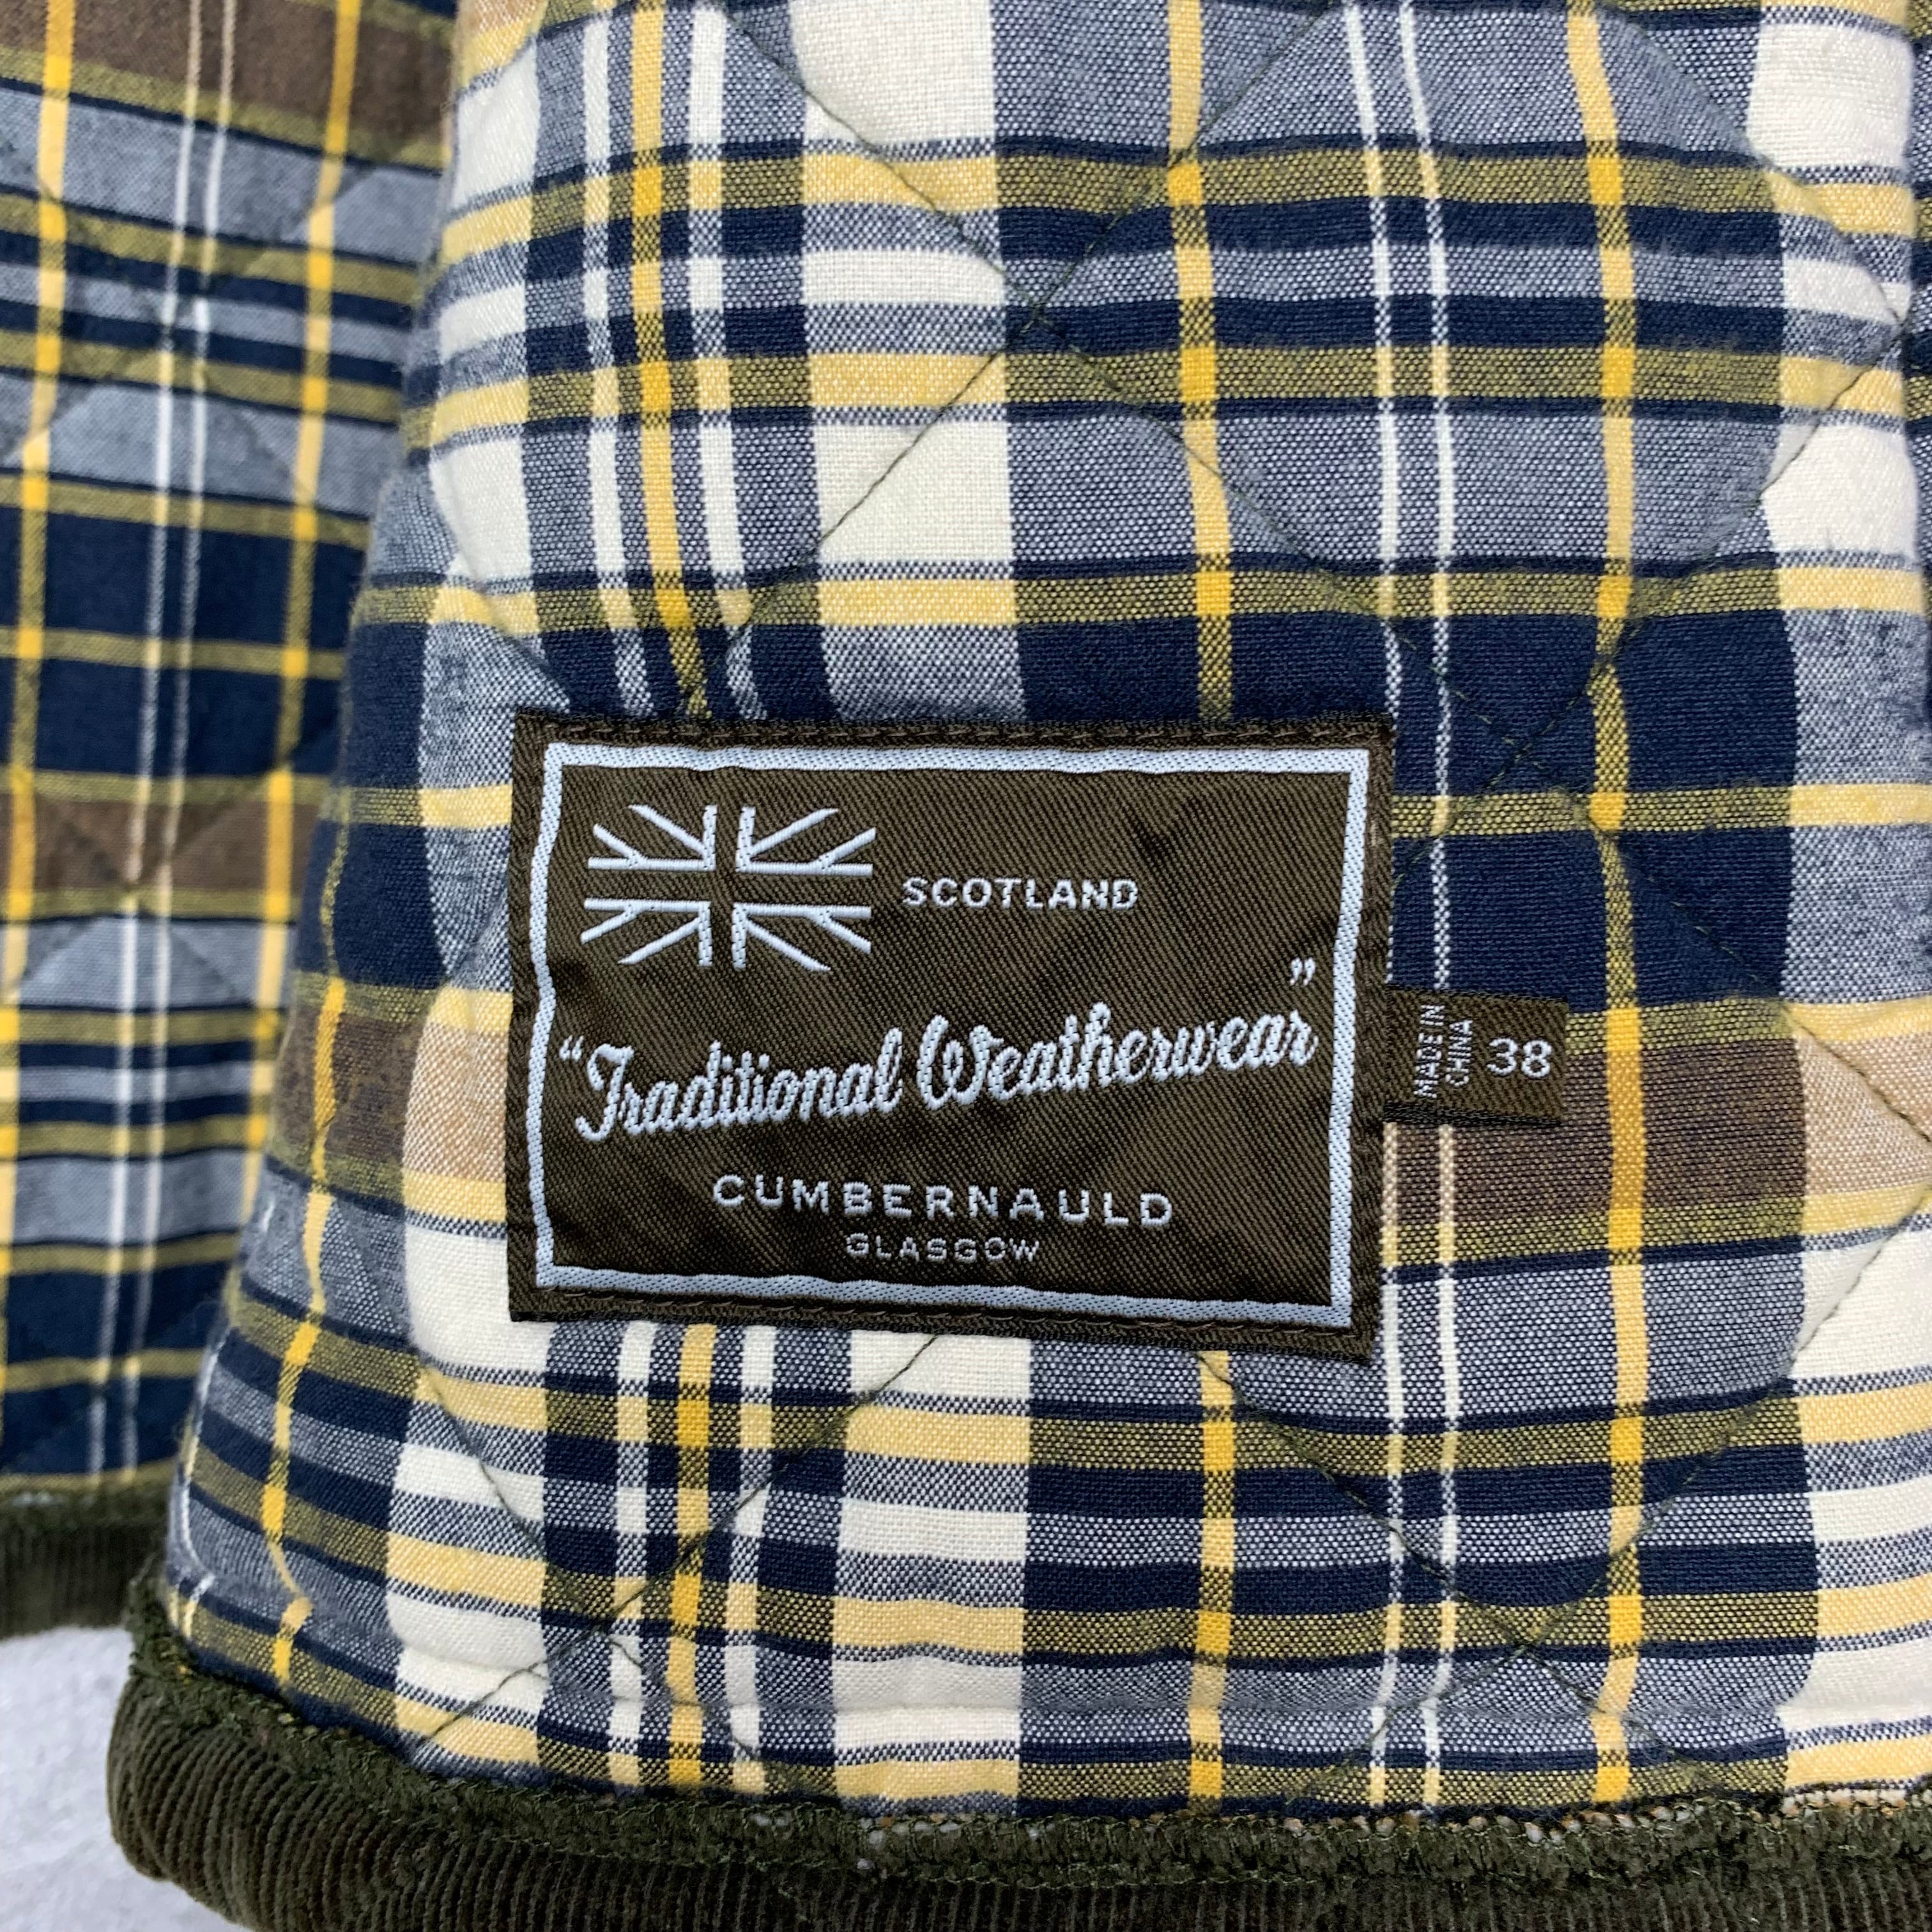 SCOTLAND
“Traditional Weatherwear”
CUMBERNAULD
GLASGOW
MADE IN
CHINA
38